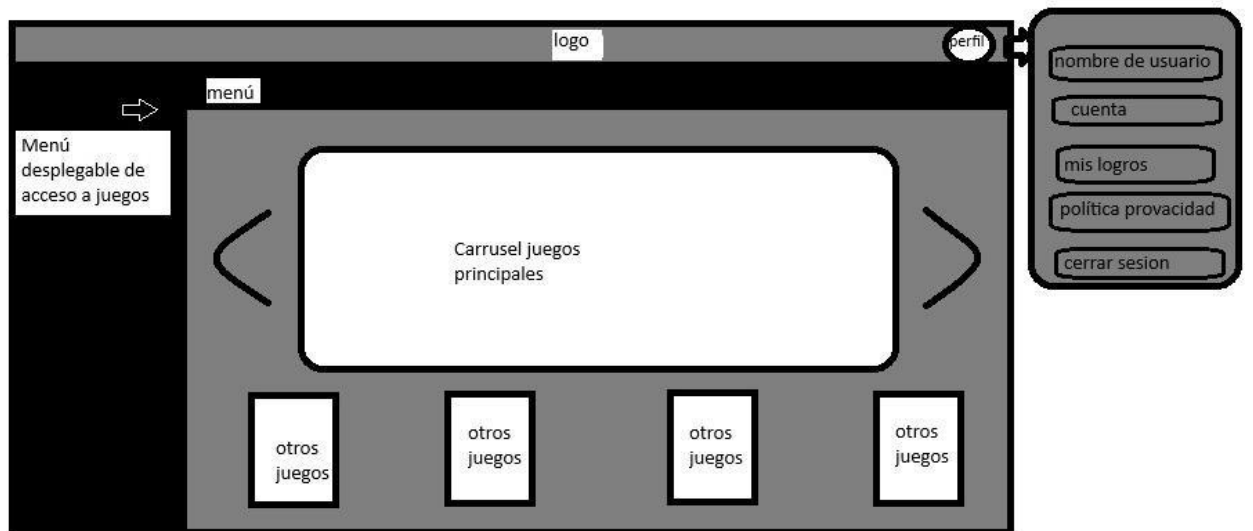 logo
perfil
nombre de usuario
cuenta
mis logros
política provacidad
cerrar sesion
menú
Menú
desplegable de
acceso a juegos
Carrusel juegos
principales
otros
juegos
otros
juegos
otros
juegos
otros
juegos